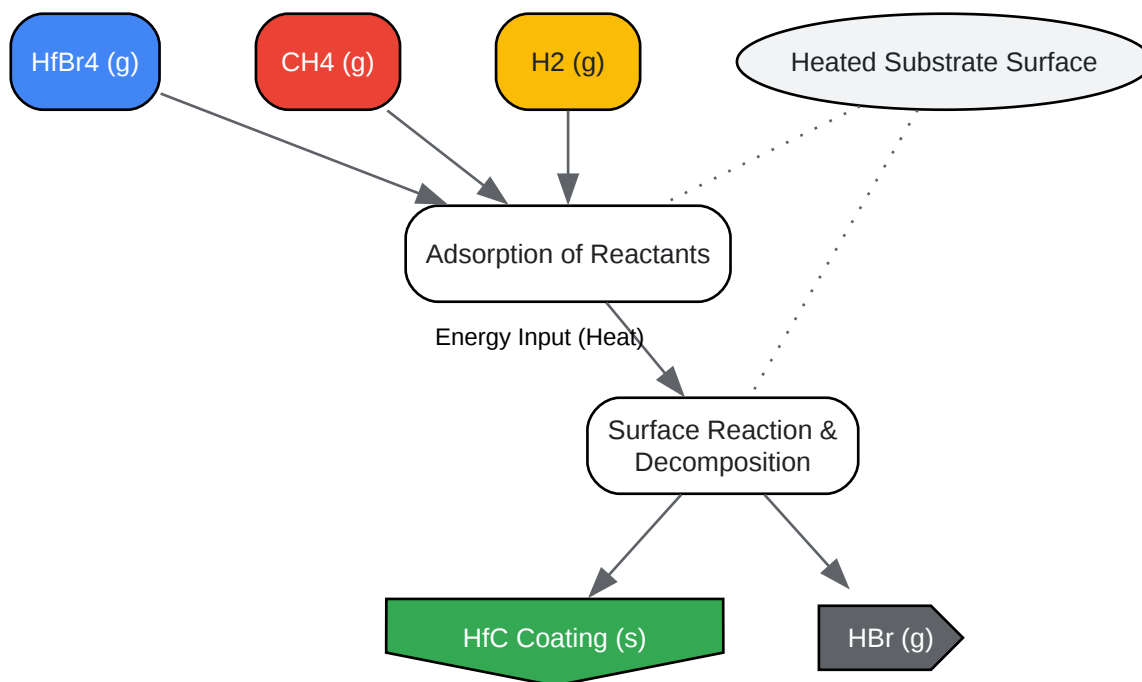 HfBr4 (g)
CH4 (g)
H2 (g)
Heated Substrate Surface
Adsorption of Reactants
Energy Input (Heat)
Surface Reaction &
Decomposition
HfC Coating (s)
HBr (g)